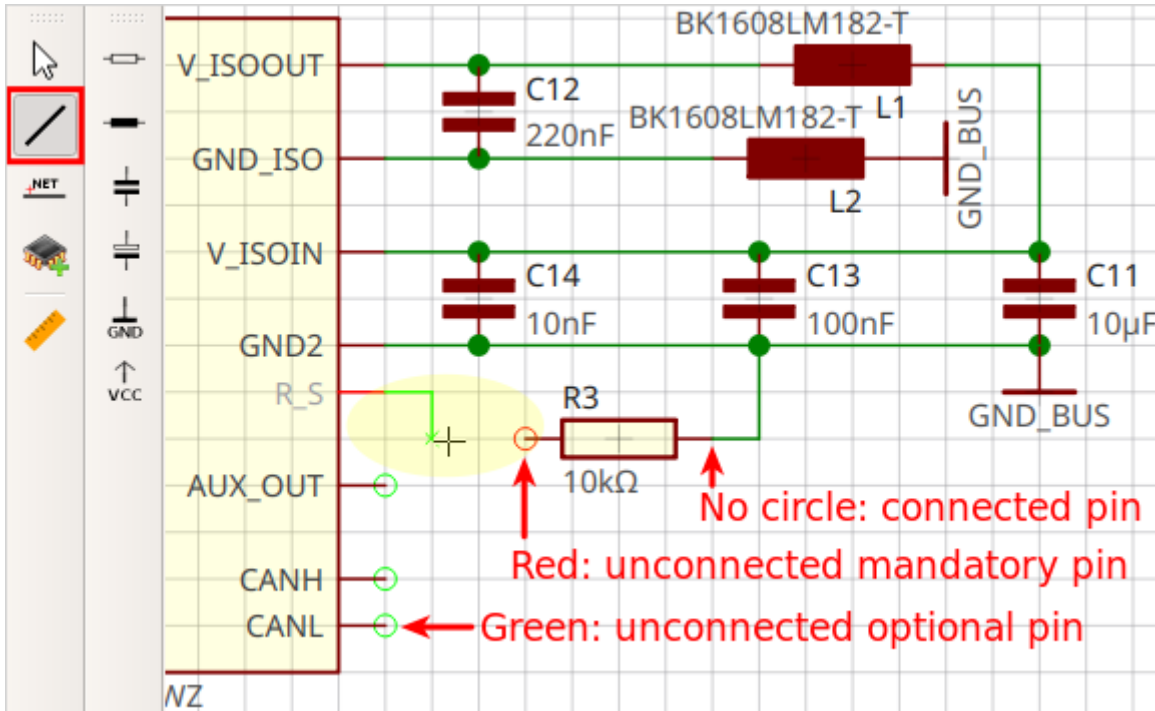 BK1608LM182-T
V_ISOOUT
C12
L1
220nF
BK1608LM182-T
GND_ISO
GND_BUS
L2
NET
V_ISOIN
C14
C13
C11
10nF
100nF
10µF
GND
GND2
VCC
R_S
R3
GND_BUS
10kΩ
AUX_OUT
No circle: connected pin
Red: unconnected mandatory pin
CANH
CANL
Green: unconnected optional pin
WZ